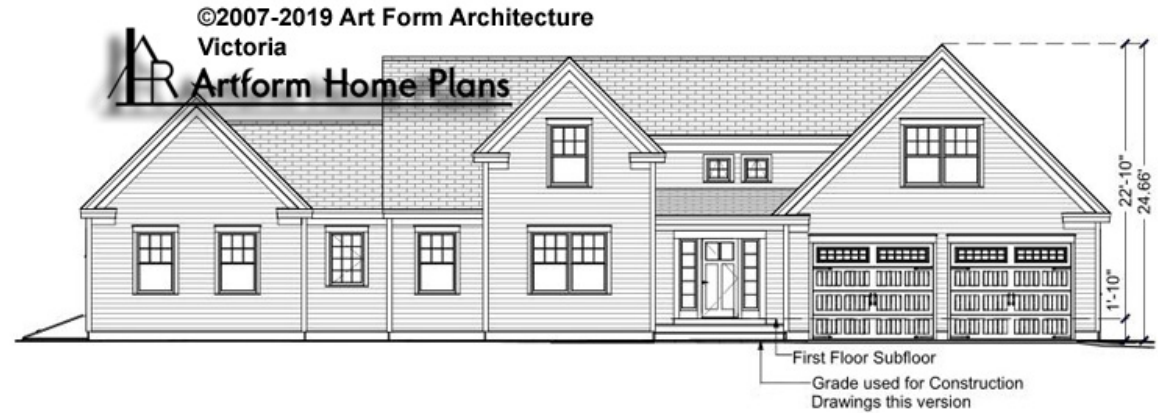 ©2007-2019 Art Form Architecture
Victoria
AHR
Artform Home Plans
22'-10"
24.66'
1'-10"
First Floor Subfloor
Grade used for Construction
Drawings this version